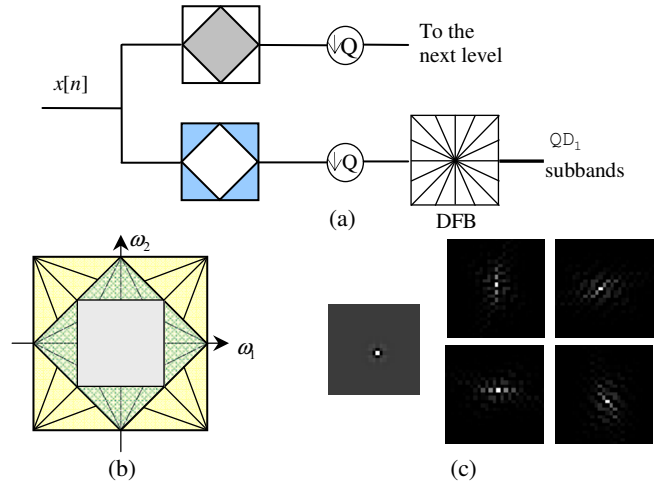 To the
next level
x[n]
↓Q
↓Q
QD₁
subbands
DFB
(a)
ω₂
ω₁
(b)
(c)